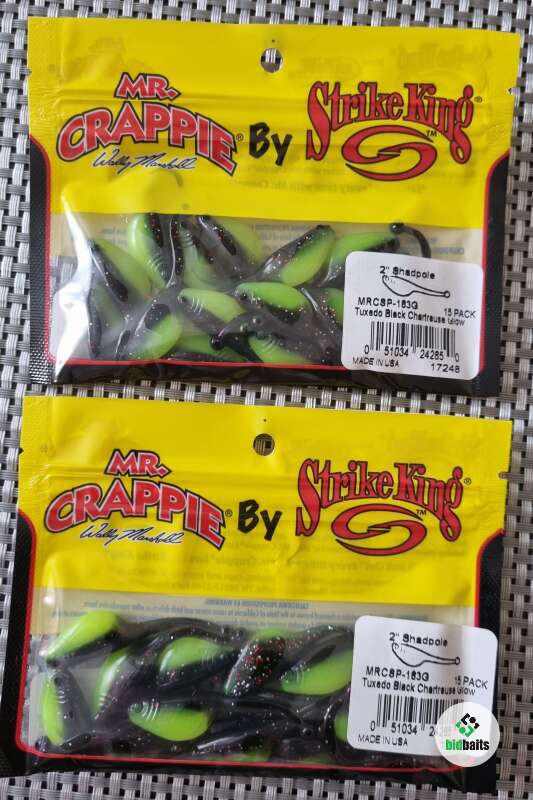 MR.
CRAPPIE® By Strike King®
Wally Marshall
2" Shadpole
MRCSP-183G
15 PACK
Tuxedo Black Chartreuse Glow
0 51034 24285 0
MADE IN USA
17248
MR.
CRAPPIE® By Strike King®
Wally Marshall
2" Shadpole
MRCSP-183G
15 PACK
Tuxedo Black Chartreuse Glow
0 51034
MADE IN USA
bidbaits